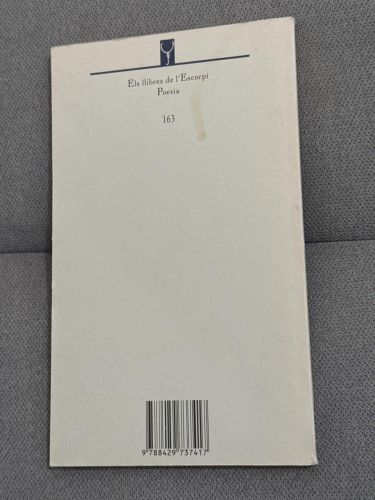 Els llibres de l'Escorpí
Poesia
163
9 788429 737417